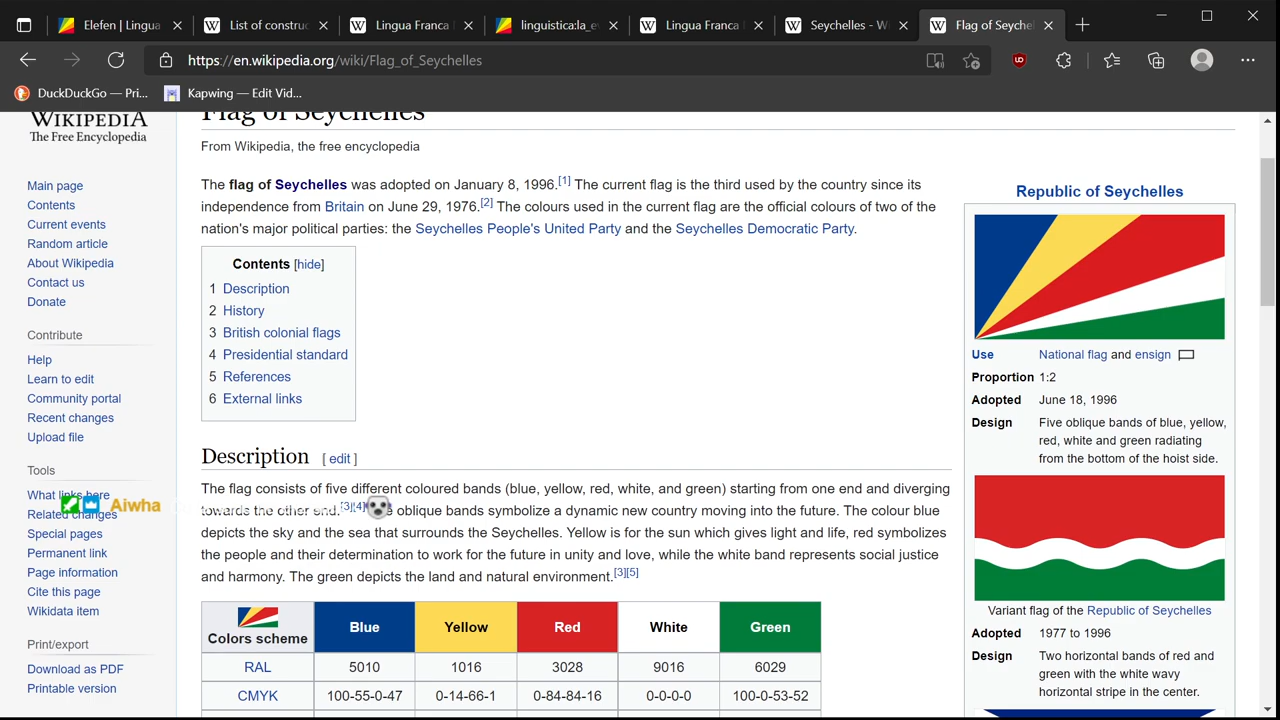 Elefen | Lingua
List of construc
Lingua Franca
linguistica:la_e
Lingua Franca
Seychelles - W
Flag of Seychel
https://en.wikipedia.org/wiki/Flag_of_Seychelles
DuckDuckGo — Pri...
Kapwing — Edit Vid...
WIKIPEDIA
The Free Encyclopedia
Main page
Contents
Current events
Random article
About Wikipedia
Contact us
Donate
Contribute
Help
Learn to edit
Community portal
Recent changes
Upload file
Tools
What links here
Aiwha
Related changes
Special pages
Permanent link
Page information
Cite this page
Wikidata item
Print/export
Download as PDF
Printable version
Flag of Seychelles
From Wikipedia, the free encyclopedia
The flag of Seychelles was adopted on January 8, 1996.[1] The current flag is the third used by the country since its
independence from Britain on June 29, 1976.[2] The colours used in the current flag are the official colours of two of the
nation's major political parties: the Seychelles People's United Party and the Seychelles Democratic Party.
Contents [hide]
1 Description
2 History
3 British colonial flags
4 Presidential standard
5 References
6 External links
Description [ edit ]
The flag consists of five different coloured bands (blue, yellow, red, white, and green) starting from one end and diverging
[3][4] oblique bands symbolize a dynamic new country moving into the future. The colour blue
depicts the sky and the sea that surrounds the Seychelles. Yellow is for the sun which gives light and life, red symbolizes
the people and their determination to work for the future in unity and love, while the white band represents social justice
and harmony. The green depicts the land and natural environment.[3][5]
Colors scheme Blue Yellow Red White Green
RAL 5010 1016 3028 9016 6029
CMYK 100-55-0-47 0-14-66-1 0-84-84-16 0-0-0-0 100-0-53-52
Republic of Seychelles
Use National flag and ensign
Proportion 1:2
Adopted June 18, 1996
Design Five oblique bands of blue, yellow,
red, white and green radiating
from the bottom of the hoist side.
Variant flag of the Republic of Seychelles
Adopted 1977 to 1996
Design Two horizontal bands of red and
green with the white wavy
horizontal stripe in the center.